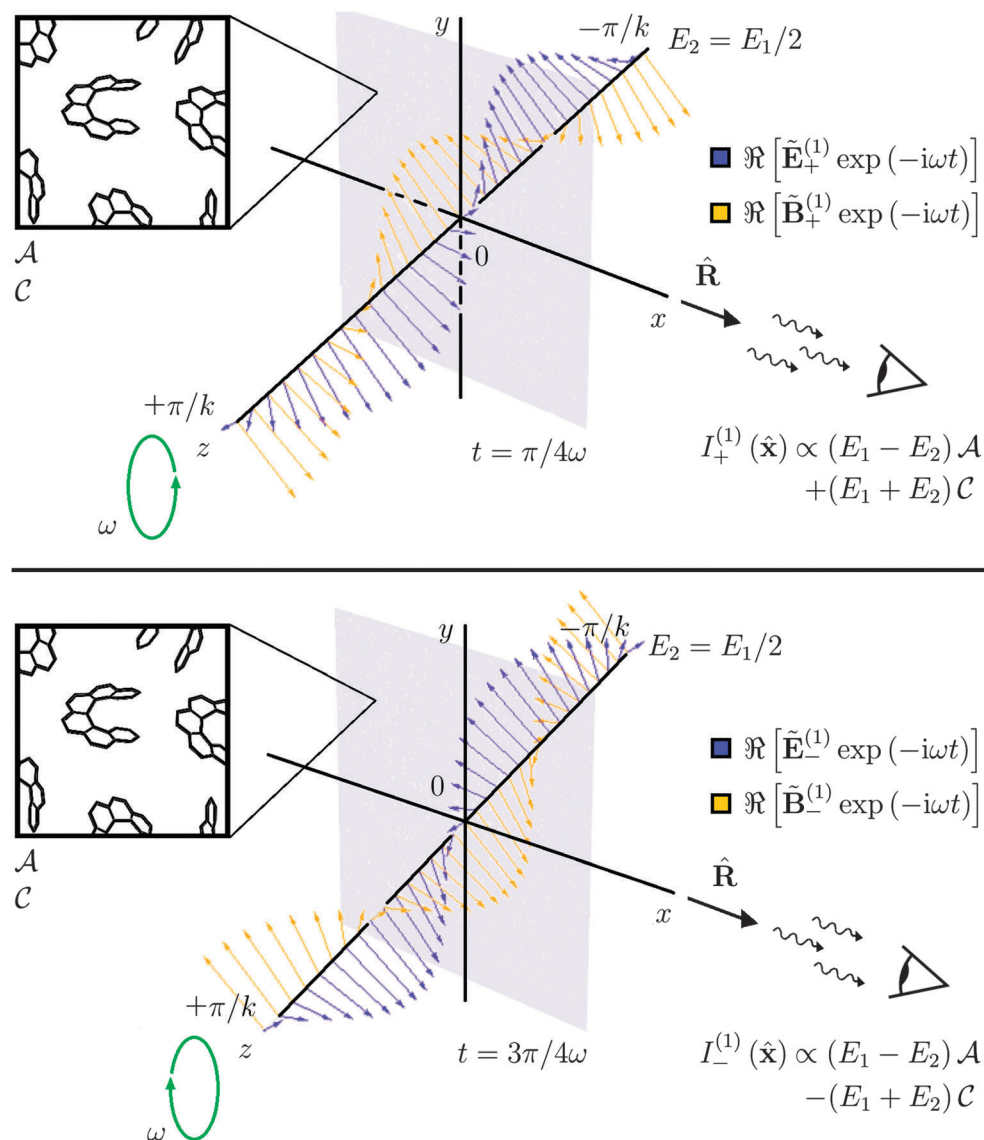 y
−π/k
E₂ = E₁/2
ℜ [Ẽ₊⁽¹⁾ exp (−iωt)]
ℜ [B̃₊⁽¹⁾ exp (−iωt)]
𝒜
𝒞
0
R̂
x
+π/k
z
t = π/4ω
I₊⁽¹⁾ (x̂) ∝ (E₁ − E₂) 𝒜
+(E₁ + E₂) 𝒞
ω
y
−π/k
E₂ = E₁/2
ℜ [Ẽ₋⁽¹⁾ exp (−iωt)]
ℜ [B̃₋⁽¹⁾ exp (−iωt)]
0
𝒜
𝒞
R̂
x
+π/k
z
t = 3π/4ω
I₋⁽¹⁾ (x̂) ∝ (E₁ − E₂) 𝒜
−(E₁ + E₂) 𝒞
ω